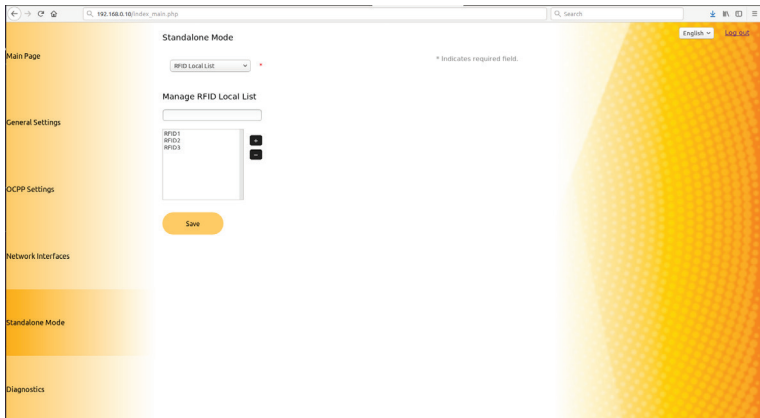 192.168.0.10/index_main.php
Search
English
Log out
Main Page
General Settings
OCPP Settings
Network Interfaces
Standalone Mode
Diagnostics
Standalone Mode
RFID Local List
*
* Indicates required field.
Manage RFID Local List
RFID1
RFID2
RFID3
+
−
Save